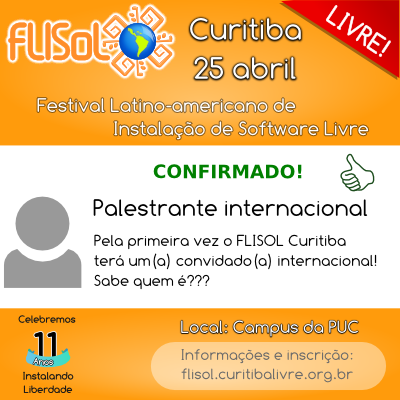 FLISoL
Curitiba
25 abril
LIVRE!
Festival Latino-americano de
Instalação de Software Livre
CONFIRMADO!
Palestrante internacional
Pela primeira vez o FLISOL Curitiba
terá um(a) convidado(a) internacional!
Sabe quem é???
Celebremos
11
Anos
Instalando
Liberdade
Local: Campus da PUC
Informações e inscrição:
flisol.curitibalivre.org.br